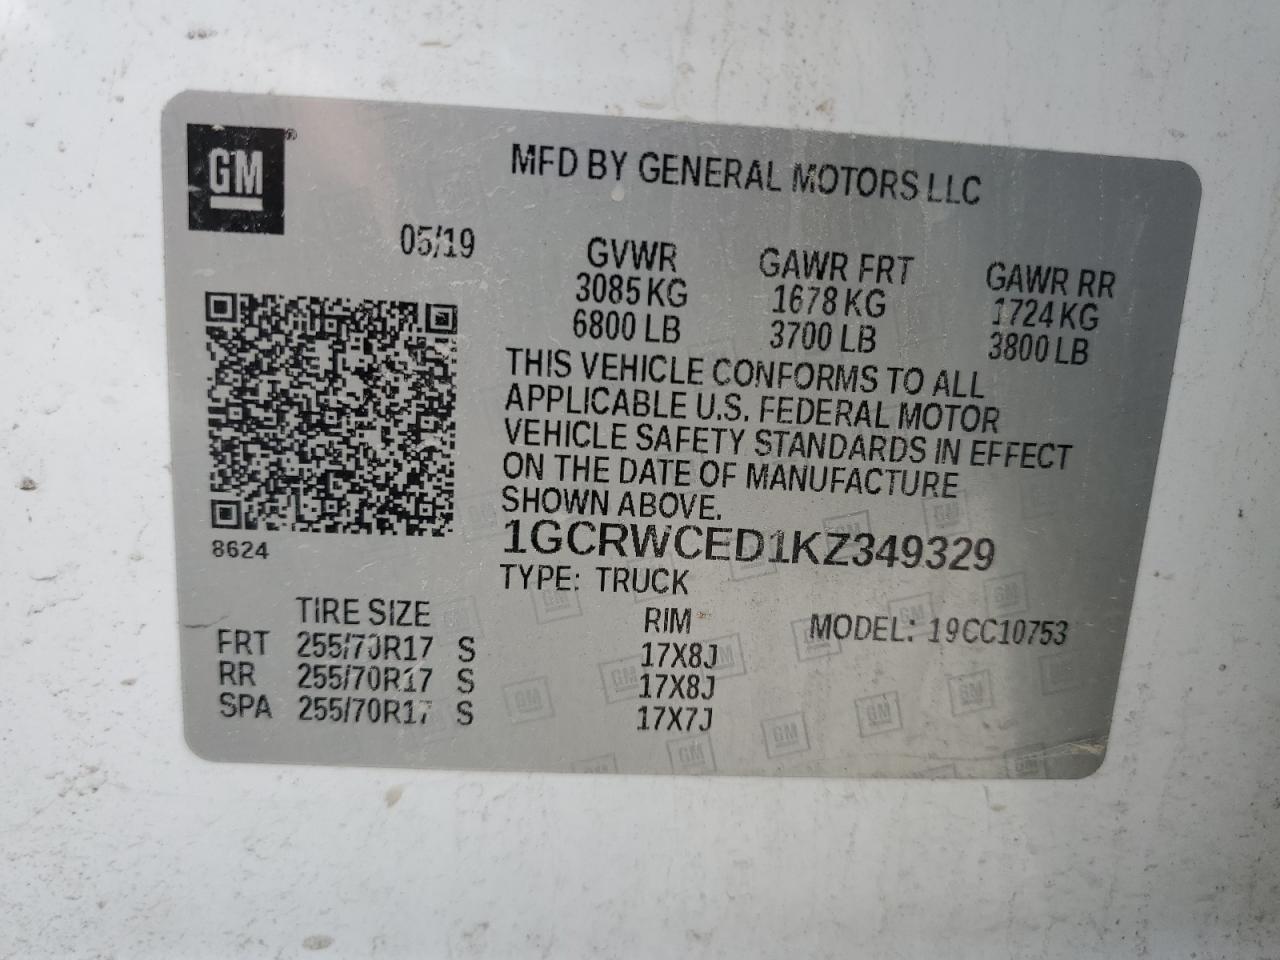 GM
MFD BY GENERAL MOTORS LLC
05/19
GVWR GAWR FRT GAWR RR
3085 KG 1678 KG 1724 KG
6800 LB 3700 LB 3800 LB
THIS VEHICLE CONFORMS TO ALL
APPLICABLE U.S. FEDERAL MOTOR
VEHICLE SAFETY STANDARDS IN EFFECT
ON THE DATE OF MANUFACTURE
SHOWN ABOVE.
1GCRWCED1KZ349329
TYPE: TRUCK
8624
TIRE SIZE RIM MODEL: 19CC10753
FRT 255/70R17 S 17X8J
RR 255/70R17 S 17X8J
SPA 255/70R17 S 17X7J